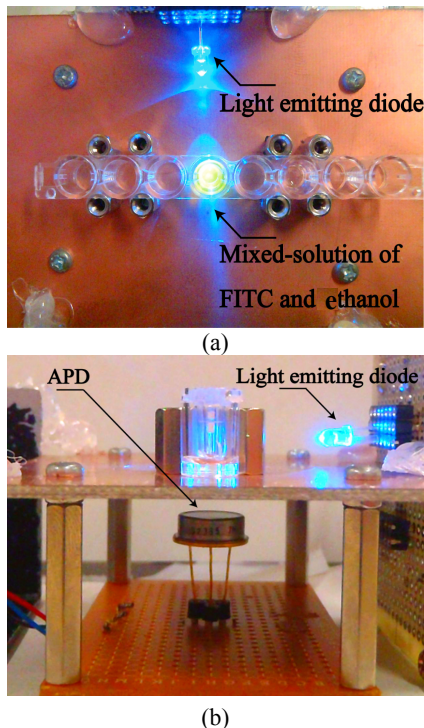 Light emitting diode
Mixed-solution of
FITC and ethanol
(a)
APD
Light emitting diode
(b)